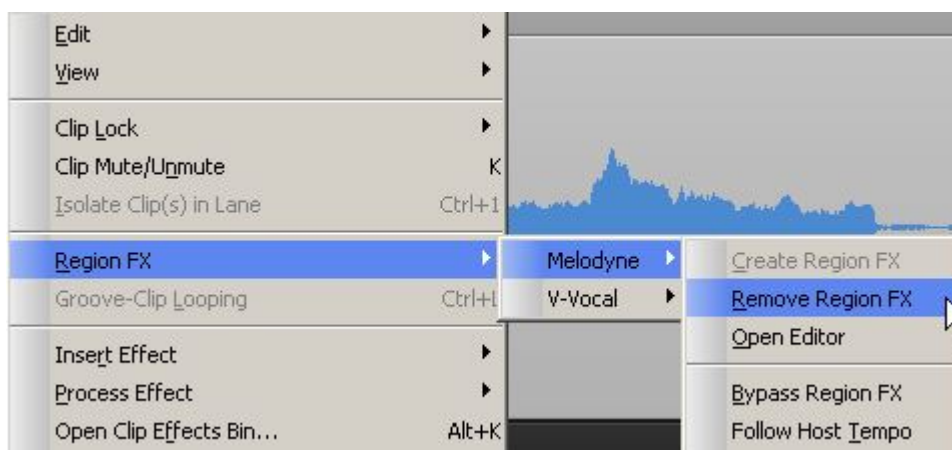 Edit
View
Clip Lock
Clip Mute/Unmute K
Isolate Clip(s) in Lane Ctrl+1
Region FX
Groove-Clip Looping Ctrl+L
Insert Effect
Process Effect
Open Clip Effects Bin... Alt+K
Melodyne
V-Vocal
Create Region FX
Remove Region FX
Open Editor
Bypass Region FX
Follow Host Tempo